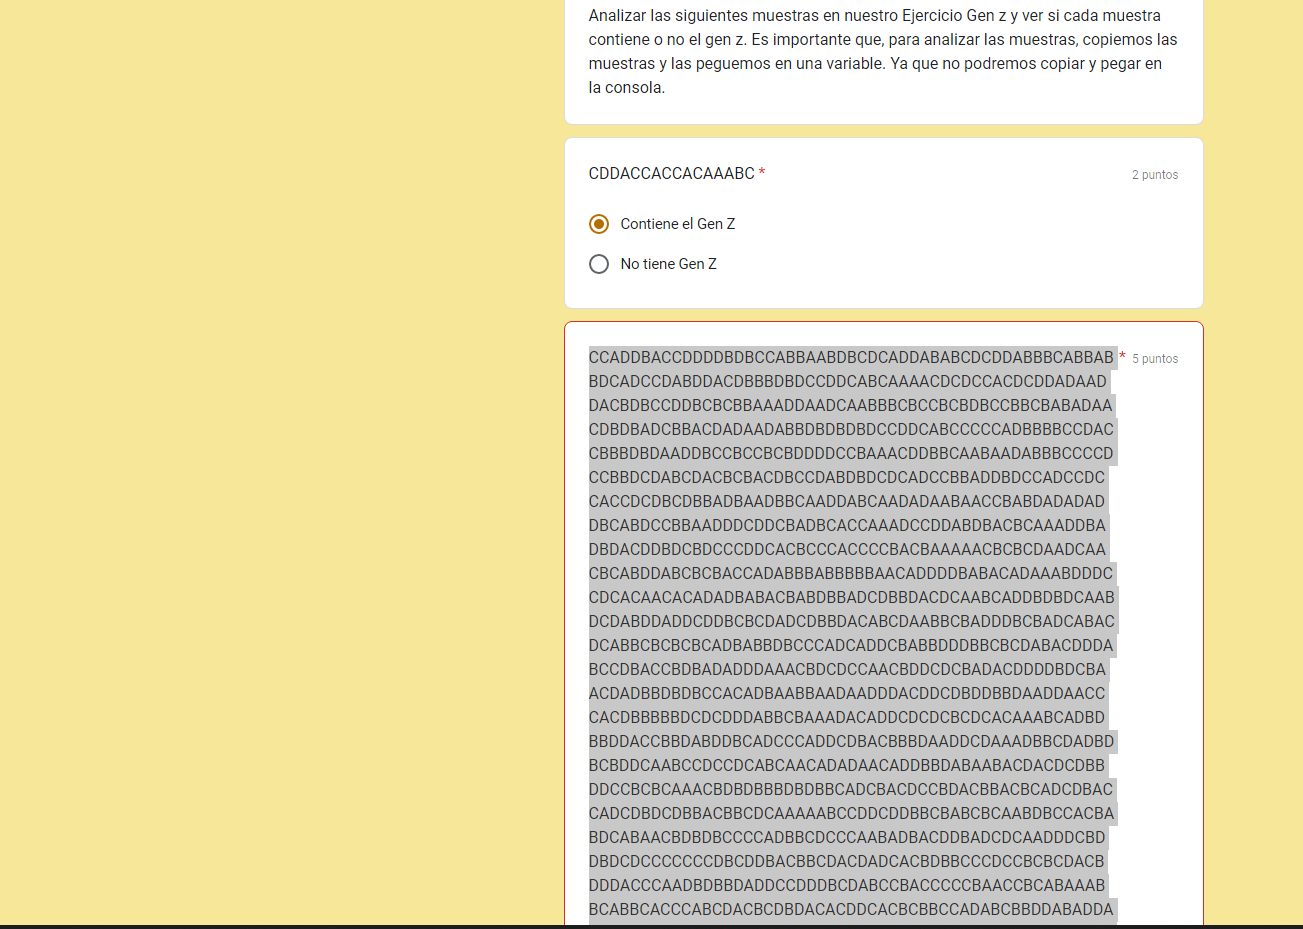 Analizar las siguientes muestras en nuestro Ejercicio Gen z y ver si cada muestra
contiene o no el gen z. Es importante que, para analizar las muestras, copiemos las
muestras y las peguemos en una variable. Ya que no podremos copiar y pegar en
la consola.
CDDACCACCACAAABC *
2 puntos
Contiene el Gen Z
No tiene Gen Z
CCADDBACCDDDDBDBCCABBAABDBCDCADDABABCDCDDABBBCABBAB *
5 puntos
BDCADCCDABDDACDBBBDBDCCDDCABCAAAACDCDCCACDCDDADAAD
DACBDBCCDDBCBCBBAAADDAADCAABBBCBCCBCBDBCCBBCBABADAA
CDBDBADCBBACDADAADABBDBDBDBDCCDDCABCCCCCADBBBBCCDAC
CBBBDBDAADDBCCBCCBCBDDDDCCBAAACDDBBCAABAADABBBCCCCD
CCBBDCDABCDACBCBACDBCCDABDBDCDCADCCBBADDBDCCADCCDC
CACCDCDBCDBBADBAADBBCAADDABCAADADAABAACCBABDADADAD
DBCABDCCBBAADDDCDDCBADBCACCAAADCCDDABDBACBCAAADDBA
DBDACDDBDCBDCCCDDCACBCCCACCCCBACBAAAAACBCBCDAADCAA
CBCABDDABCBCBACCADABBBABBBBBAACADDDDBABACADAAABDDDC
CDCACAACACADADBABACBABDBBADCDBBDACDCAABCADDBDBDCAAB
DCDABDDADDCDDBCBCDADCDBBDACABCDAABBCBADDDBCBADCABAC
DCABBCBCBCBCADBABBDBCCCADCADDCBABBDDDBBCBCDABACDDDA
BCCDBACCBDBADADDDAAACBDCDCCAACBDDCDCBADACDDDDBDCBA
ACDADBBDBDBCCACADBAABBAADAADDDACDDCDBDDBBDAADDAACC
CACDBBBBBDCDCDDDABBCBAAADACADDCDCDCBCDCACAAABCADBD
BBDDACCBBDABDDBCADCCCADDCDBACBBBDAADDCDAAADBBCDADBD
BCBDDCAABCCDCCDCABCAACADADAACADDBBDABAABACDACDCDBB
DDCCBCBCAAACBDBDBBBDBDBBCADCBACDCCBDACBBACBCADCDBAC
CADCDBDCDBBACBBCDCAAAAABCCDDCDDBBCBABCBCAABDBCCACBA
BDCABAACBDBDBCCCCADBBCDCCCAABADBACDDBADCDCAADDDCBD
DBDCDCCCCCCCDBCDDBACBBCDACDADCACBDBBCCCDCCBCBCDACB
DDDACCCAADBDBBDADDCCDDDBCDABCCBACCCCCBAACCBCABAAAB
BCABBCACCCABCDACBCDBDACACDDCACBCBBCCADABCBBDDABADDA